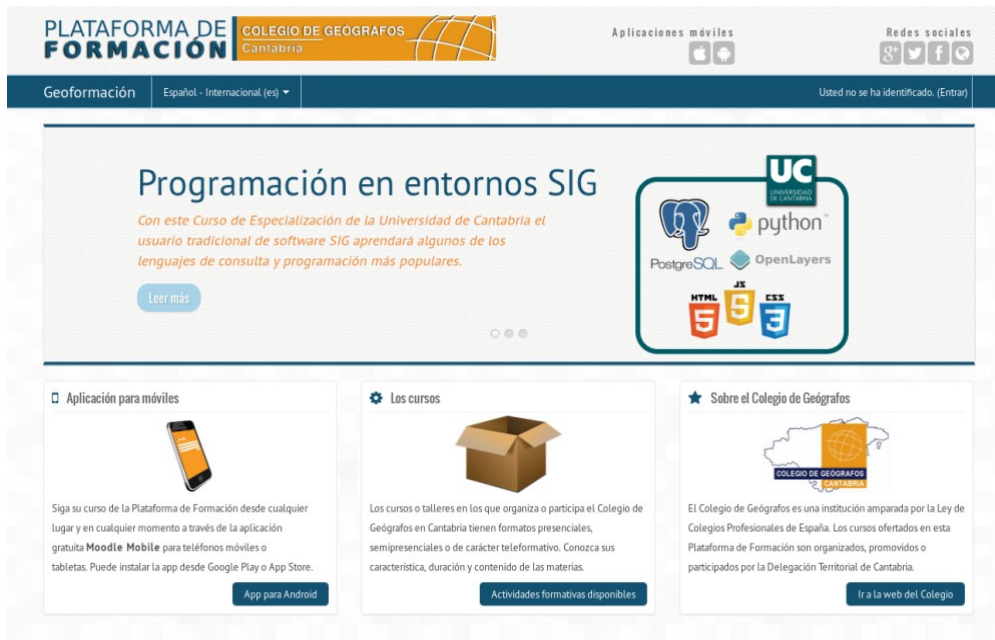 PLATAFORMA DE
FORMACIÓN
COLEGIO DE GEÓGRAFOS
Cantabria
Aplicaciones móviles
Redes sociales
Geoformación
Español - Internacional (es)
Usted no se ha identificado. (Entrar)
Programación en entornos SIG
Con este Curso de Especialización de la Universidad de Cantabria el
usuario tradicional de software SIG aprendará algunos de los
lenguajes de consulta y programación más populares.
Leer más
UC
UNIVERSIDAD
DE CANTABRIA
python
PostgreSQL
OpenLayers
HTML
5
JS
5
CSS
3
Aplicación para móviles
Siga su curso de la Plataforma de Formación desde cualquier
lugar y en cualquier momento a través de la aplicación
gratuita Moodle Mobile para teléfonos móviles o
tabletas. Puede instalar la app desde Google Play o App Store.
App para Android
Los cursos
Los cursos o talleres en los que organiza o participa el Colegio de
Geógrafos en Cantabria tienen formatos presenciales,
semipresenciales o de carácter teleformativo. Conozca sus
característica, duración y contenido de las materias.
Actividades formativas disponibles
Sobre el Colegio de Geógrafos
COLEGIO DE GEÓGRAFOS
CANTABRIA
El Colegio de Geógrafos es una institución amparada por la Ley de
Colegios Profesionales de España. Los cursos ofertados en esta
Plataforma de Formación son organizados, promovidos o
participados por la Delegación Territorial de Cantabria.
Ir a la web del Colegio